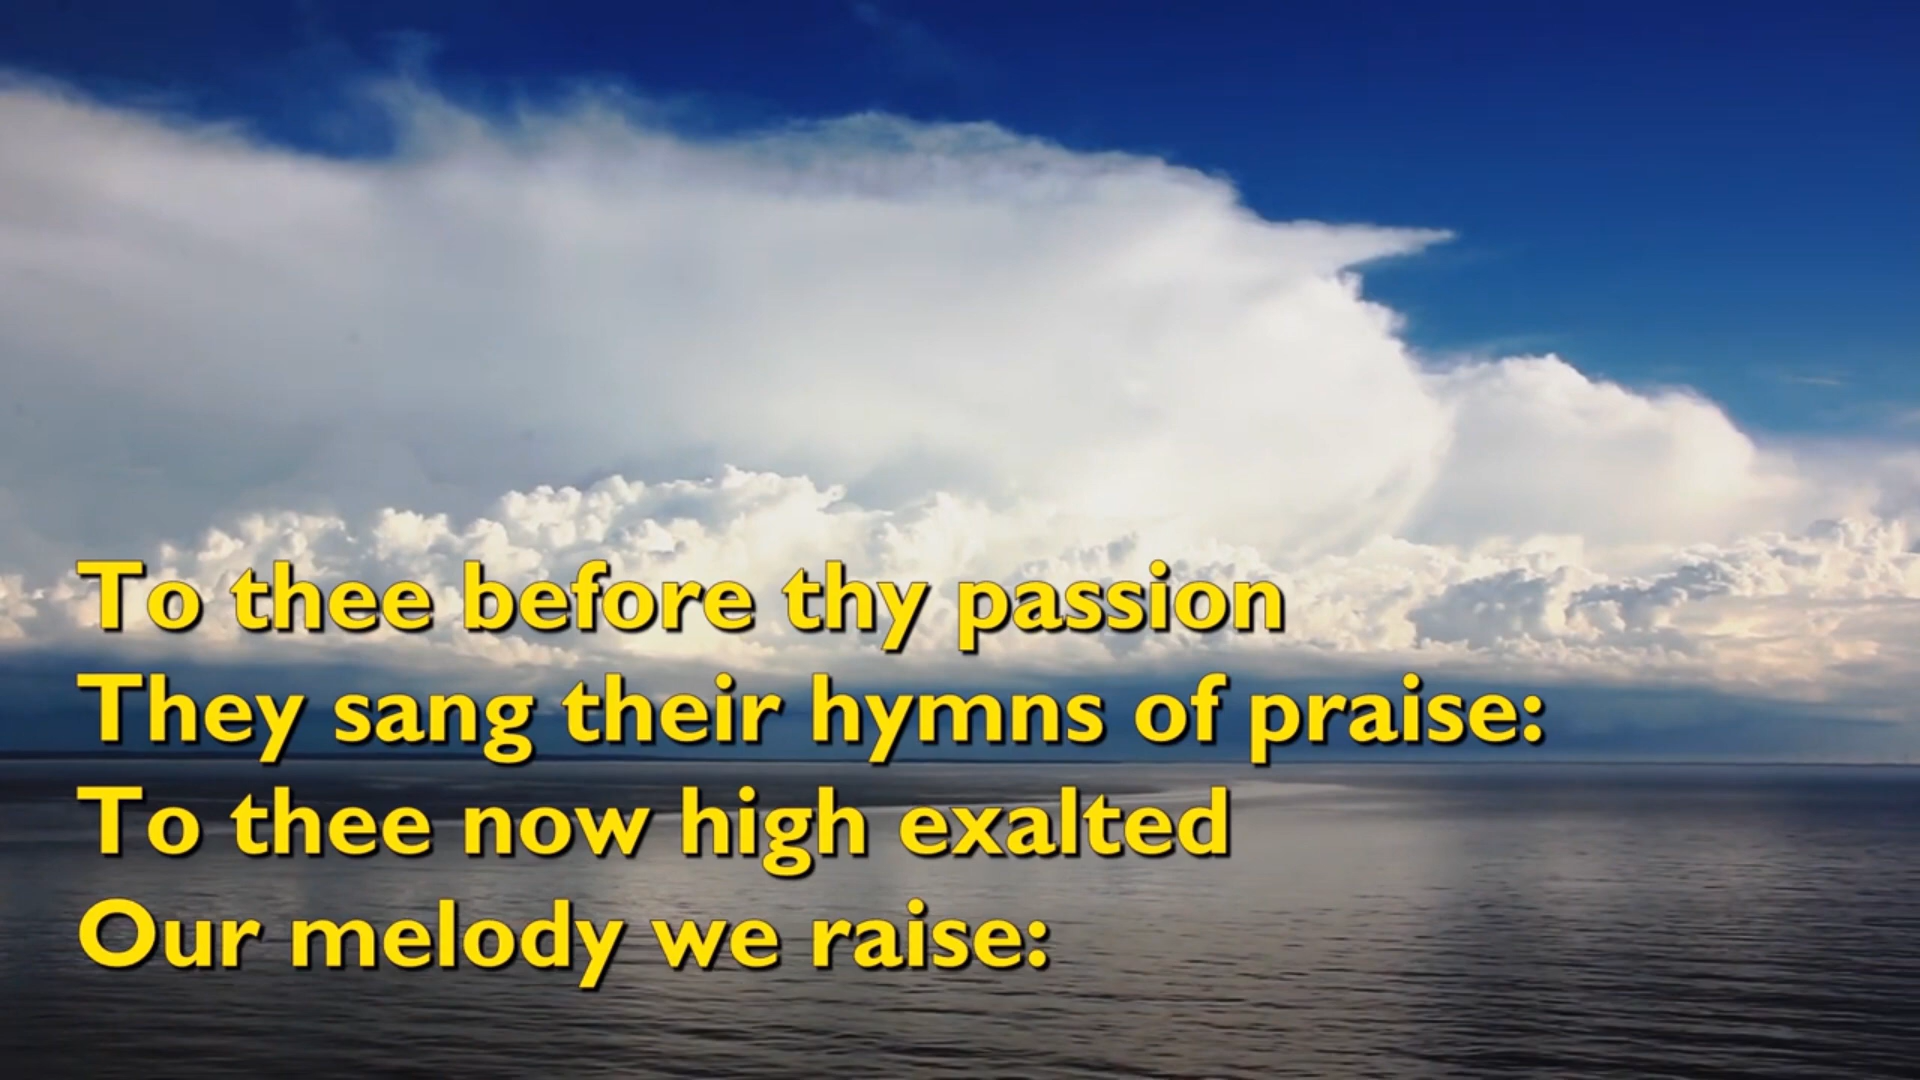 To thee before thy passion
They sang their hymns of praise:
To thee now high exalted
Our melody we raise: